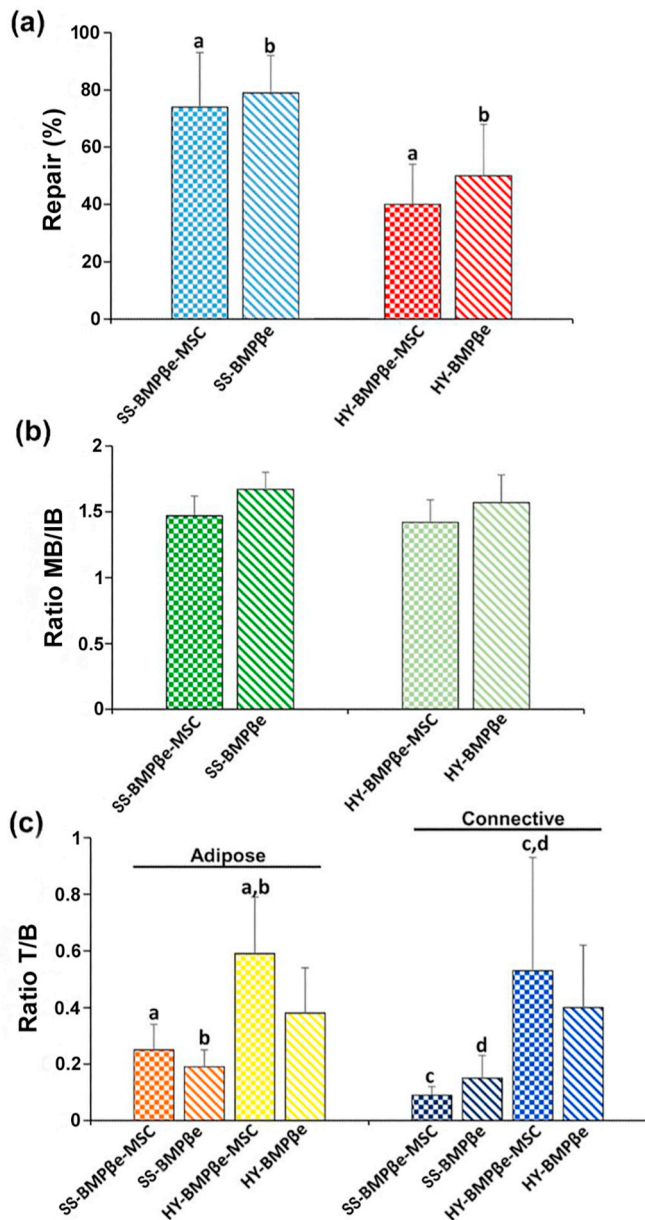 (a)
Repair (%)
100
80
60
40
20
0
a
b
a
b
SS-BMPβe-MSC
SS-BMPβe
HY-BMPβe-MSC
HY-BMPβe
(b)
Ratio MB/IB
2
1.5
1
0.5
0
SS-BMPβe-MSC
SS-BMPβe
HY-BMPβe-MSC
HY-BMPβe
(c)
Ratio T/B
1
0.8
0.6
0.4
0.2
0
Adipose
Connective
a
b
a,b
c
d
c,d
SS-BMPβe-MSC
SS-BMPβe
HY-BMPβe-MSC
HY-BMPβe
SS-BMPβe-MSC
SS-BMPβe
HY-BMPβe-MSC
HY-BMPβe